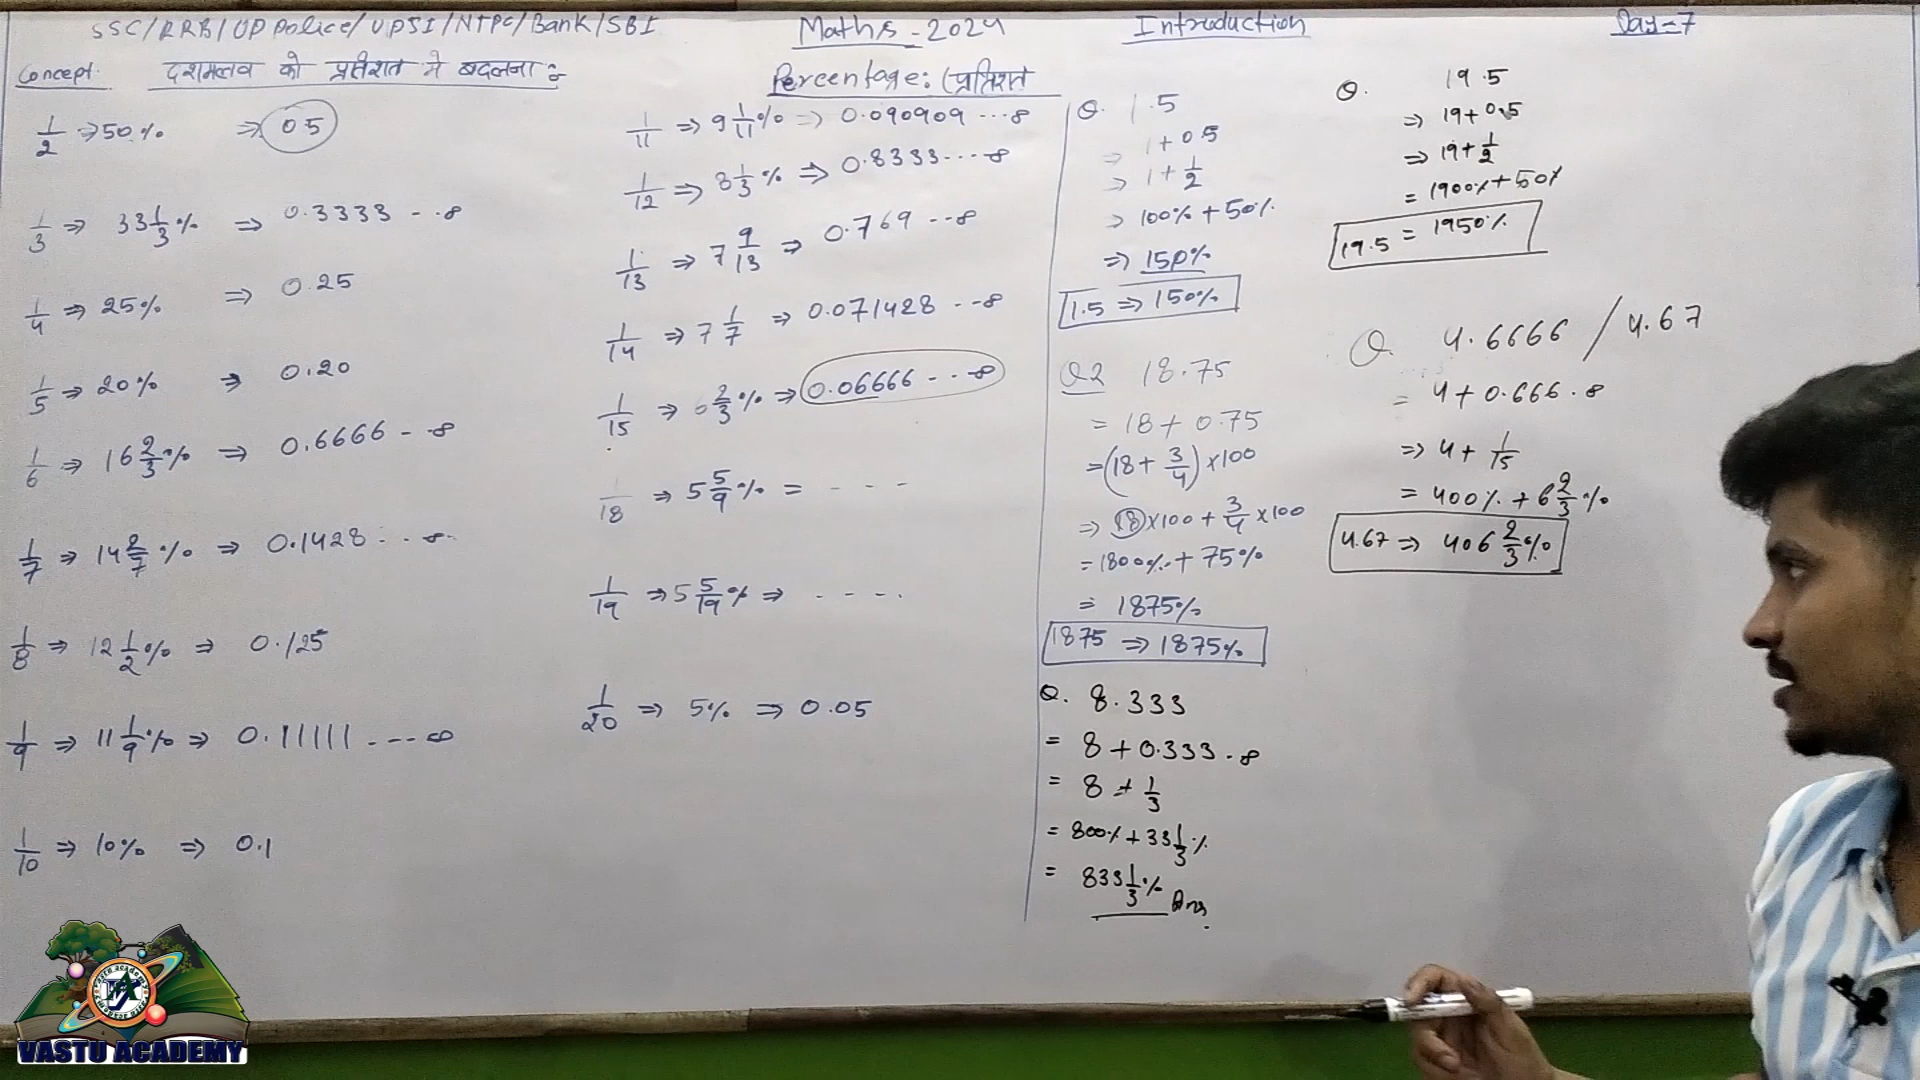 SSC/RRB/UP Police/UPSI/NTPC/Bank/SBI Maths-2024 Introduction Day-7
Concept: दशमलव को प्रतिशत में बदलना :-
Percentage: (प्रतिशत
1/2 ⇒ 50% ⇒ 0.5
1/3 ⇒ 33 1/3% ⇒ 0.3333 - - ∞
1/4 ⇒ 25% ⇒ 0.25
1/5 ⇒ 20% ⇒ 0.20
1/6 ⇒ 16 2/3% ⇒ 0.6666 - - ∞
1/7 ⇒ 14 2/7% ⇒ 0.1428 - - ∞
1/8 ⇒ 12 1/2% ⇒ 0.125
1/9 ⇒ 11 1/9% ⇒ 0.11111 - - - ∞
1/10 ⇒ 10% ⇒ 0.1
1/11 ⇒ 9 1/11% ⇒ 0.090909 ... ∞
1/12 ⇒ 8 1/3% ⇒ 0.8333 ... ∞
1/13 ⇒ 7 9/13 ⇒ 0.769 - - ∞
1/14 ⇒ 7 1/7 ⇒ 0.071428 - - ∞
1/15 ⇒ 6 2/3% ⇒ 0.06666 - - - ∞
1/18 ⇒ 5 5/9% = - - - -
1/19 ⇒ 5 5/19% ⇒ - - - -
1/20 ⇒ 5% ⇒ 0.05
Q. 1.5
⇒ 1 + 0.5
⇒ 1 + 1/2
⇒ 100% + 50%
⇒ 150%
1.5 ⇒ 150%
Q2 18.75
= 18 + 0.75
= (18 + 3/4) × 100
⇒ 18 × 100 + 3/4 × 100
= 1800% + 75%
= 1875%
1875 ⇒ 1875%
Q. 8.333
= 8 + 0.333 . ∞
= 8 + 1/3
= 800% + 33 1/3%
= 833 1/3% Ans.
Q. 19.5
⇒ 19 + 0.5
⇒ 19 + 1/2
= 1900% + 50%
19.5 = 1950%
Q. 4.6666 / 4.67
= 4 + 0.666 . ∞
⇒ 4 + 1/15
= 400% + 6 2/3%
4.67 ⇒ 406 2/3%
VASTU ACADEMY